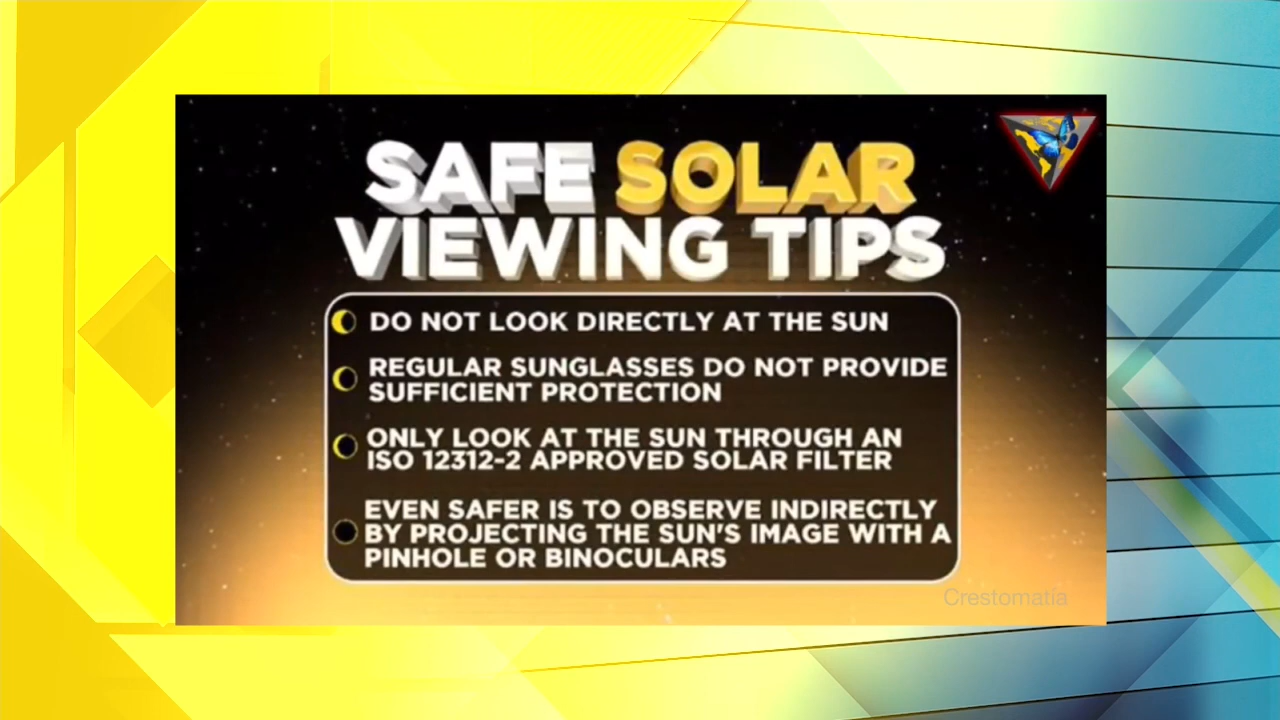 SAFE SOLAR
VIEWING TIPS
DO NOT LOOK DIRECTLY AT THE SUN
REGULAR SUNGLASSES DO NOT PROVIDE
SUFFICIENT PROTECTION
ONLY LOOK AT THE SUN THROUGH AN
ISO 12312-2 APPROVED SOLAR FILTER
EVEN SAFER IS TO OBSERVE INDIRECTLY
BY PROJECTING THE SUN'S IMAGE WITH A
PINHOLE OR BINOCULARS
Crestomatía